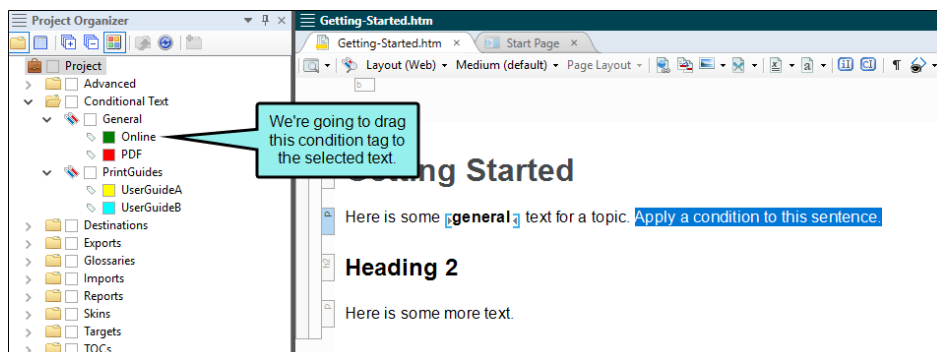 Project Organizer
Getting-Started.htm
Getting-Started.htm
Start Page
Layout (Web)
Medium (default)
Page Layout
b
Project
Advanced
Conditional Text
General
Online
PDF
PrintGuides
UserGuideA
UserGuideB
Destinations
Exports
Glossaries
Imports
Reports
Skins
Targets
TOCs
We're going to drag
this condition tag to
the selected text.
Getting Started
p
Here is some general text for a topic. Apply a condition to this sentence.
h2
Heading 2
p
Here is some more text.